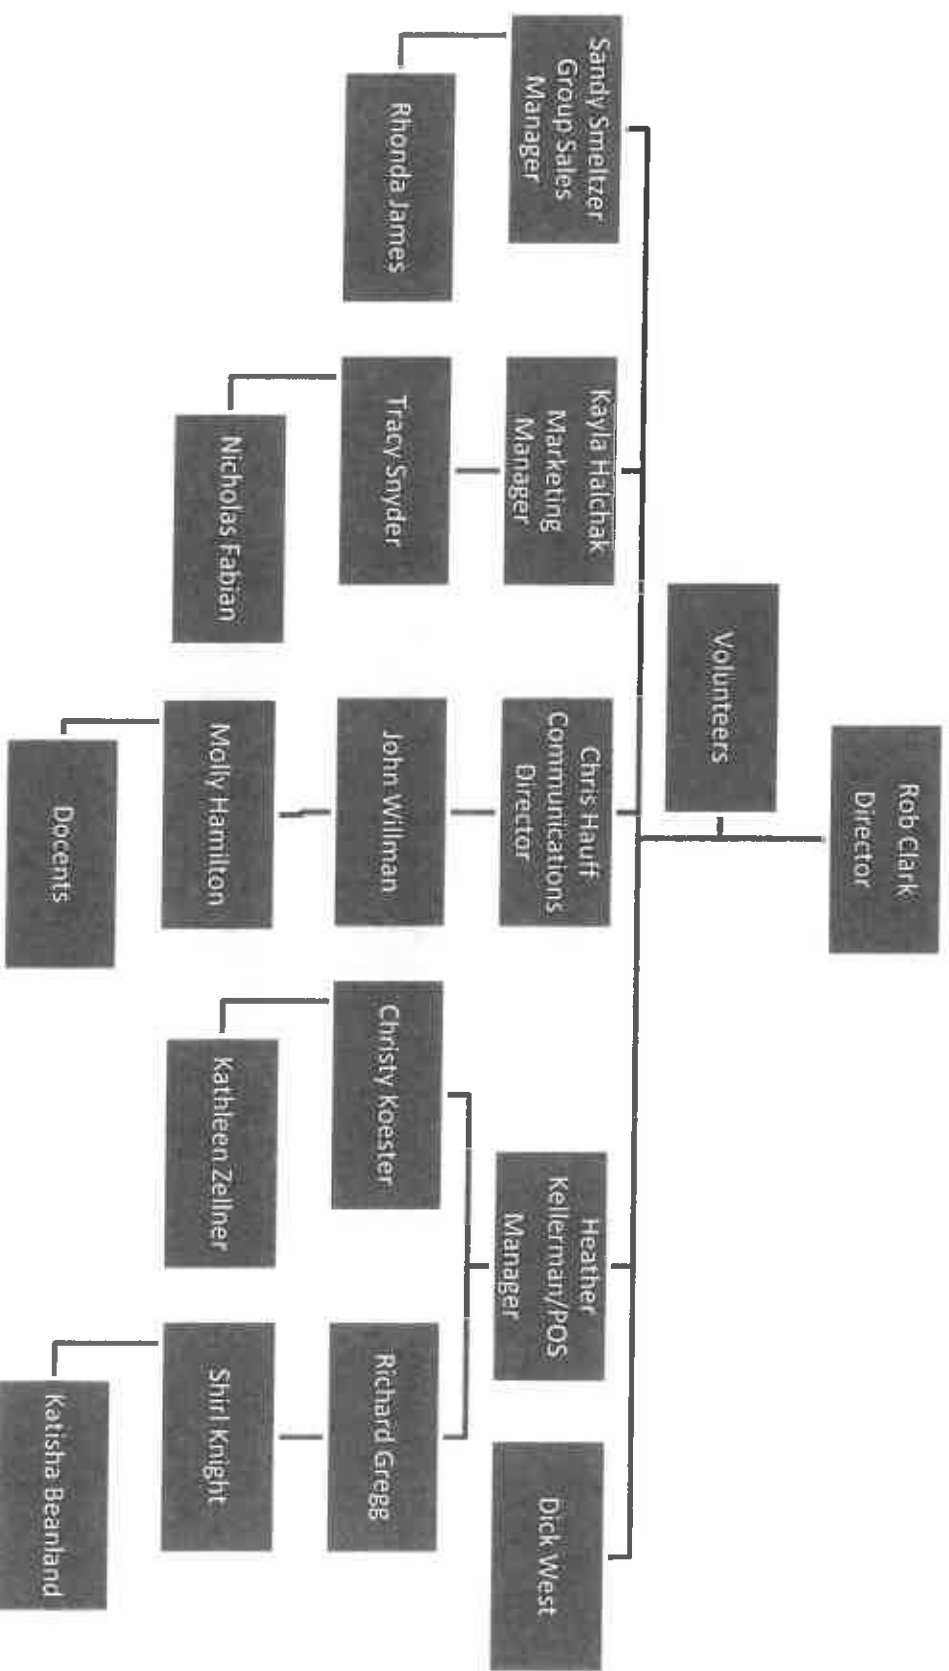 Rob Clark
Director
Volunteers
Sandy Smeltzer
Group Sales
Manager
Kayla Halchak
Marketing
Manager
Chris Hauff
Communications
Director
Heather
Kellerman/POS
Manager
Dick West
Rhonda James
Tracy Snyder
John Willman
Christy Koester
Richard Gregg
Nicholas Fabian
Molly Hamilton
Kathleen Zellner
Shirl Knight
Docents
Katisha Beanland